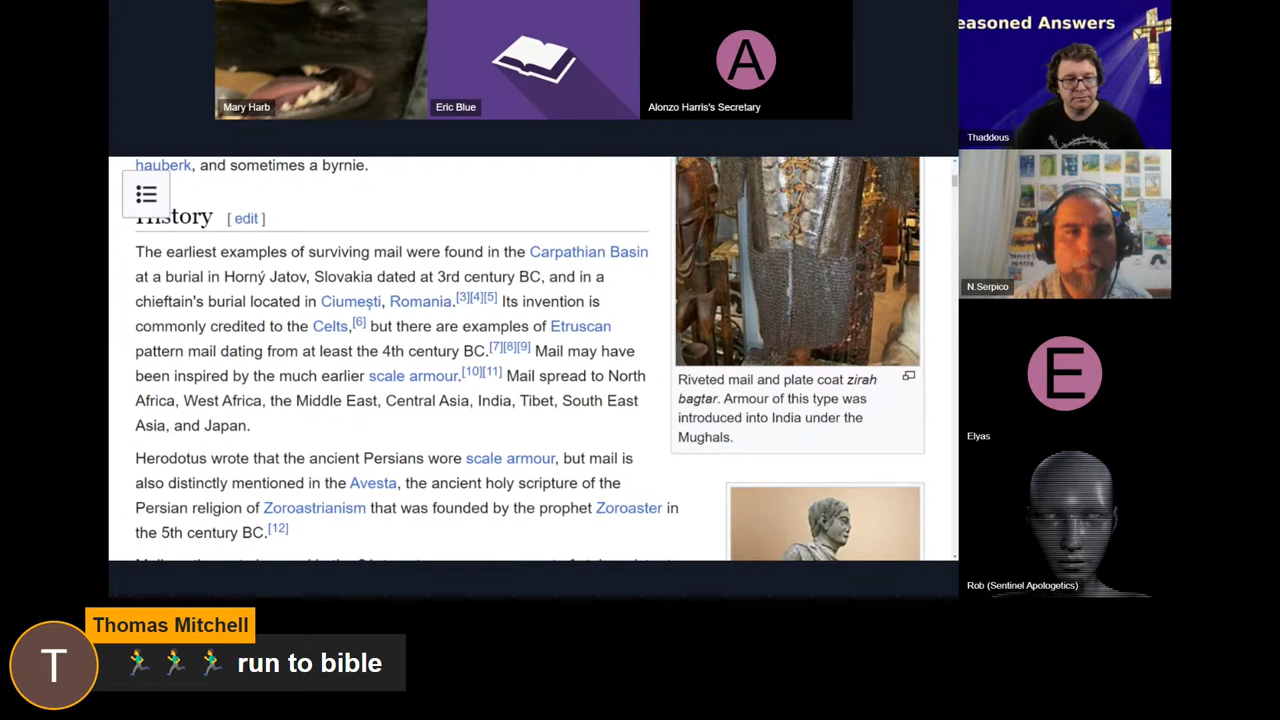 Mary Harb
Eric Blue
A
Alonzo Harris's Secretary
easoned Answers
Thaddeus
N.Serpico
E
Elyas
Rob (Sentinel Apologetics)
hauberk, and sometimes a byrnie.
History [ edit ]
The earliest examples of surviving mail were found in the Carpathian Basin
at a burial in Horný Jatov, Slovakia dated at 3rd century BC, and in a
chieftain's burial located in Ciumești, Romania.[3][4][5] Its invention is
commonly credited to the Celts,[6] but there are examples of Etruscan
pattern mail dating from at least the 4th century BC.[7][8][9] Mail may have
been inspired by the much earlier scale armour.[10][11] Mail spread to North
Africa, West Africa, the Middle East, Central Asia, India, Tibet, South East
Asia, and Japan.
Herodotus wrote that the ancient Persians wore scale armour, but mail is
also distinctly mentioned in the Avesta, the ancient holy scripture of the
Persian religion of Zoroastrianism that was founded by the prophet Zoroaster in
the 5th century BC.[12]
Riveted mail and plate coat zirah
bagtar. Armour of this type was
introduced into India under the
Mughals.
Thomas Mitchell
T
🏃‍♂️ 🏃‍♂️ 🏃‍♂️ run to bible